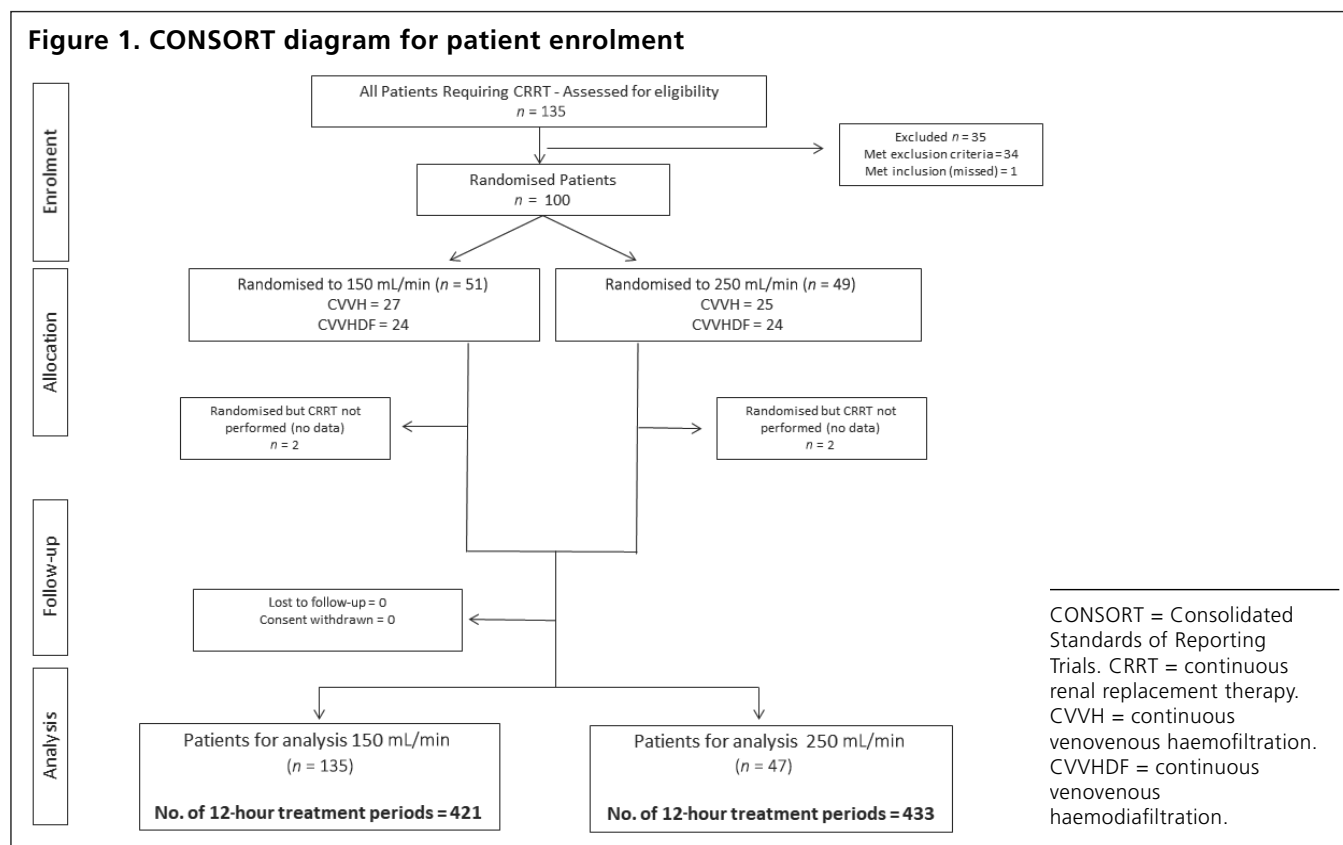 Figure 1. CONSORT diagram for patient enrolment
Enrolment
All Patients Requiring CRRT - Assessed for eligibility
n = 135
Excluded n = 35
Met exclusion criteria = 34
Met inclusion (missed) = 1
Randomised Patients
n = 100
Allocation
Randomised to 150 mL/min (n = 51)
CVVH = 27
CVVHDF = 24
Randomised to 250 mL/min (n = 49)
CVVH = 25
CVVHDF = 24
Randomised but CRRT not
performed (no data)
n = 2
Randomised but CRRT not
performed (no data)
n = 2
Follow-up
Lost to follow-up = 0
Consent withdrawn = 0
Analysis
Patients for analysis 150 mL/min
(n = 135)
No. of 12-hour treatment periods = 421
Patients for analysis 250 mL/min
(n = 47)
No. of 12-hour treatment periods = 433
CONSORT = Consolidated
Standards of Reporting
Trials. CRRT = continuous
renal replacement therapy.
CVVH = continuous
venovenous haemofiltration.
CVVHDF = continuous
venovenous
haemodiafiltration.